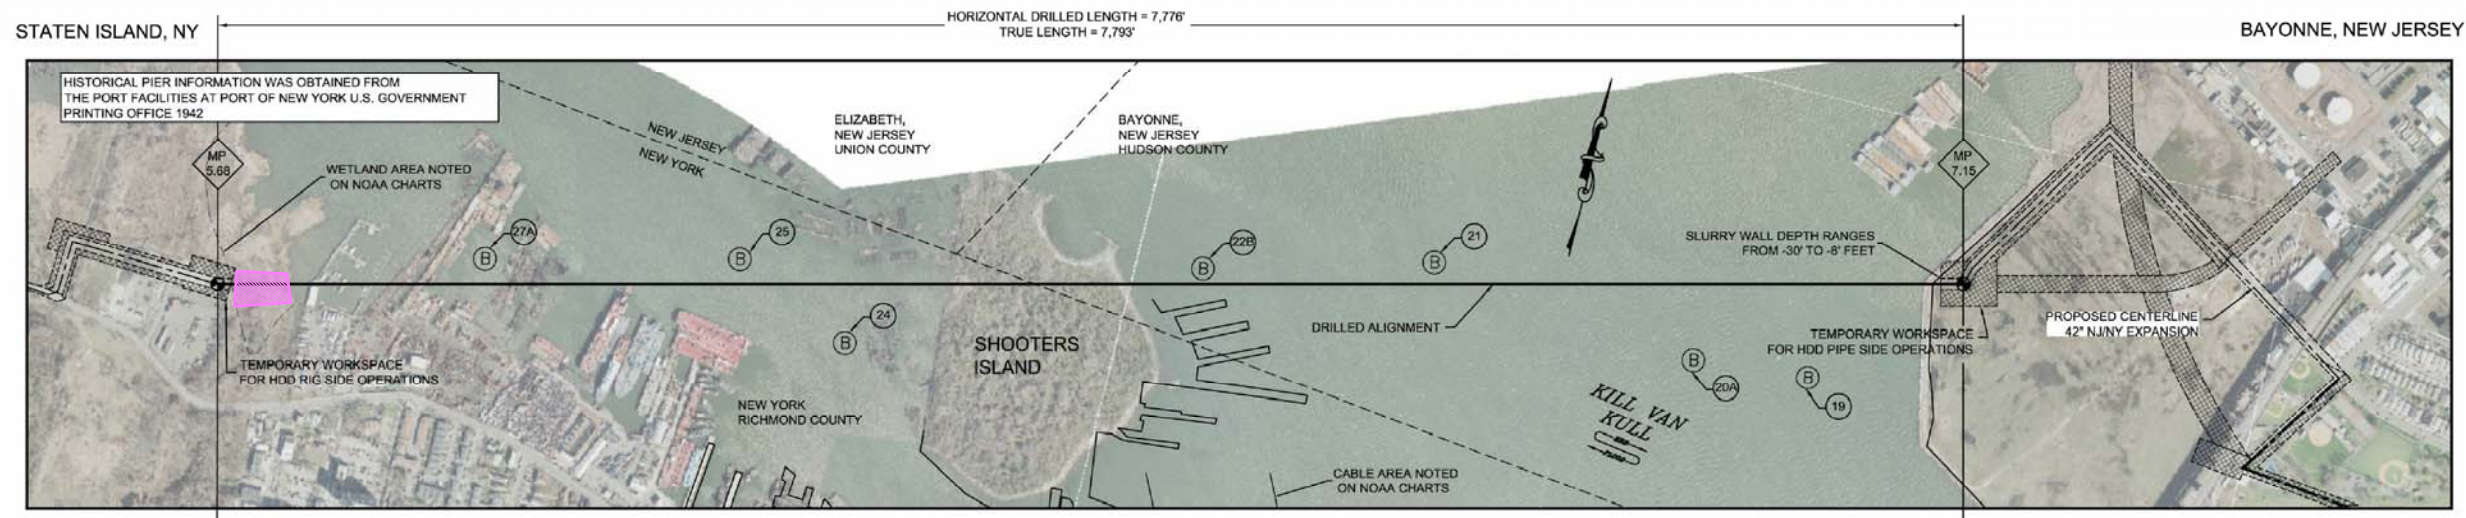 HORIZONTAL DRILLED LENGTH = 7,776'
TRUE LENGTH = 7,793'
STATEN ISLAND, NY
BAYONNE, NEW JERSEY
HISTORICAL PIER INFORMATION WAS OBTAINED FROM
THE PORT FACILITIES AT PORT OF NEW YORK U.S. GOVERNMENT
PRINTING OFFICE 1942
MP
5.68
WETLAND AREA NOTED
ON NOAA CHARTS
NEW JERSEY
NEW YORK
ELIZABETH,
NEW JERSEY
UNION COUNTY
BAYONNE,
NEW JERSEY
HUDSON COUNTY
MP
7.15
27A
B
25
B
22B
B
21
B
SLURRY WALL DEPTH RANGES
FROM -30' TO -8' FEET
24
B
SHOOTERS
ISLAND
DRILLED ALIGNMENT
TEMPORARY WORKSPACE
FOR HDD PIPE SIDE OPERATIONS
PROPOSED CENTERLINE
42" NJ/NY EXPANSION
TEMPORARY WORKSPACE
FOR HDD RIG SIDE OPERATIONS
B
20A
B
19
NEW YORK
RICHMOND COUNTY
KILL VAN
KULL
CABLE AREA NOTED
ON NOAA CHARTS